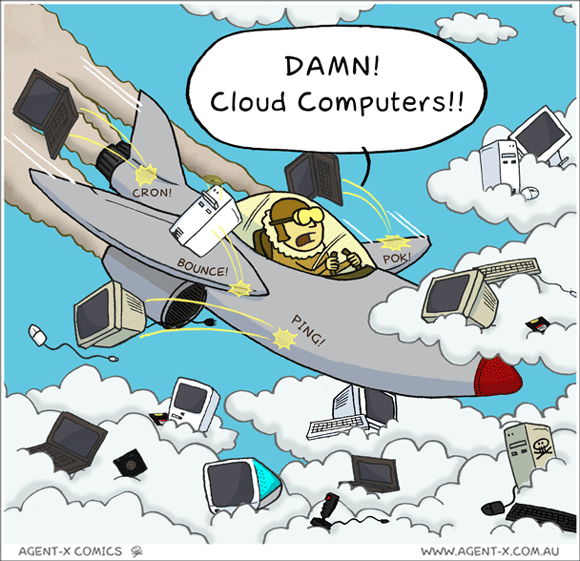 DAMN!
Cloud Computers!!
CRON!
BOUNCE!
POK!
PING!
AGENT-X COMICS
WWW.AGENT-X.COM.AU